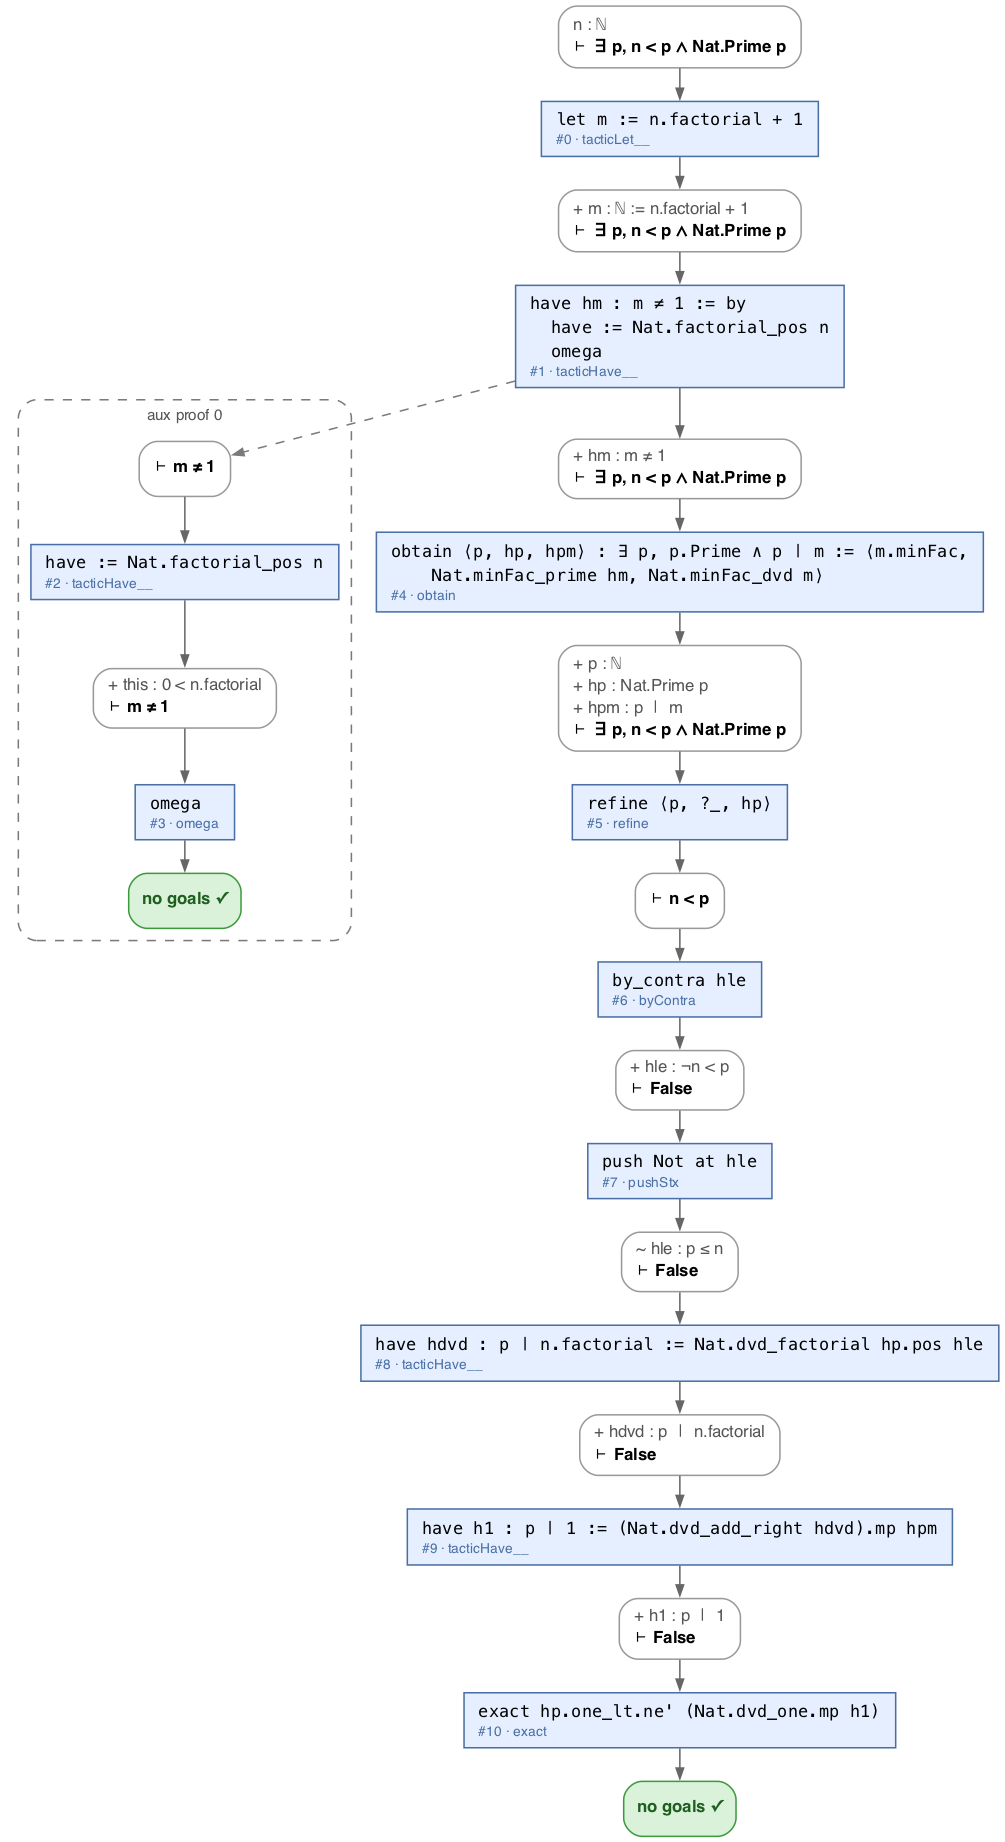 n : ℕ
⊢ ∃ p, n < p ∧ Nat.Prime p
let m := n.factorial + 1
#0 · tacticLet__
+ m : ℕ := n.factorial + 1
⊢ ∃ p, n < p ∧ Nat.Prime p
have hm : m ≠ 1 := by
have := Nat.factorial_pos n
omega
#1 · tacticHave__
aux proof 0
⊢ m ≠ 1
have := Nat.factorial_pos n
#2 · tacticHave__
+ this : 0 < n.factorial
⊢ m ≠ 1
omega
#3 · omega
no goals ✓
+ hm : m ≠ 1
⊢ ∃ p, n < p ∧ Nat.Prime p
obtain ⟨p, hp, hpm⟩ : ∃ p, p.Prime ∧ p ∣ m := ⟨m.minFac,
Nat.minFac_prime hm, Nat.minFac_dvd m⟩
#4 · obtain
+ p : ℕ
+ hp : Nat.Prime p
+ hpm : p ∣ m
⊢ ∃ p, n < p ∧ Nat.Prime p
refine ⟨p, ?_, hp⟩
#5 · refine
⊢ n < p
by_contra hle
#6 · byContra
+ hle : ¬n < p
⊢ False
push Not at hle
#7 · pushStx
~ hle : p ≤ n
⊢ False
have hdvd : p ∣ n.factorial := Nat.dvd_factorial hp.pos hle
#8 · tacticHave__
+ hdvd : p ∣ n.factorial
⊢ False
have h1 : p ∣ 1 := (Nat.dvd_add_right hdvd).mp hpm
#9 · tacticHave__
+ h1 : p ∣ 1
⊢ False
exact hp.one_lt.ne' (Nat.dvd_one.mp h1)
#10 · exact
no goals ✓